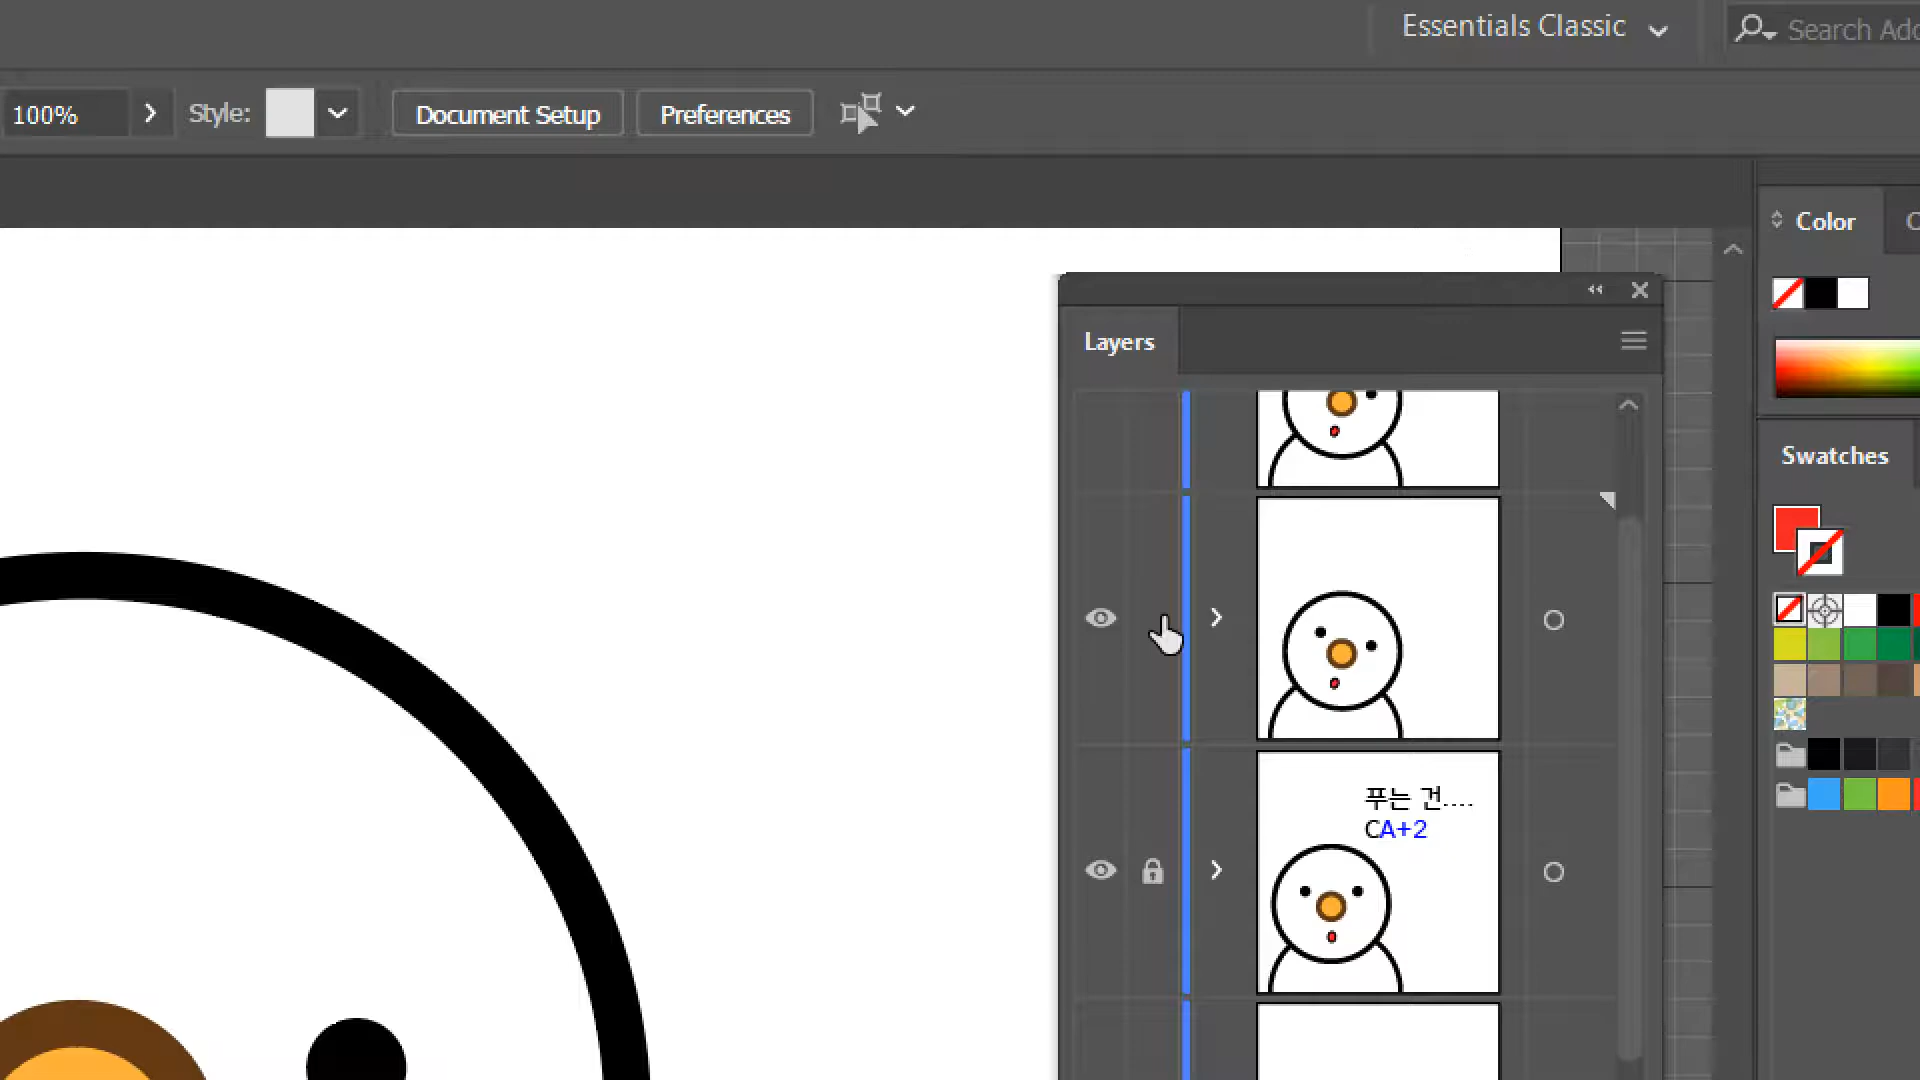 Essentials Classic
Search Ado
100%
Style:
Document Setup
Preferences
Color
Layers
Swatches
푸는 건....
CA+2